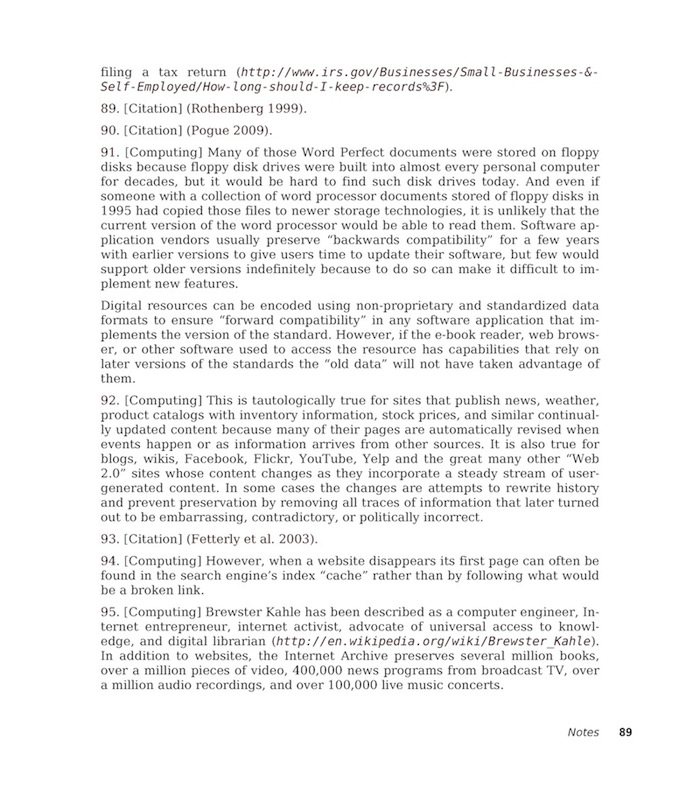 filing a tax return (http://www.irs.gov/Businesses/Small-Businesses-&-
Self-Employed/How-long-should-I-keep-records%3F).
89. [Citation] (Rothenberg 1999).
90. [Citation] (Pogue 2009).
91. [Computing] Many of those Word Perfect documents were stored on floppy
disks because floppy disk drives were built into almost every personal computer
for decades, but it would be hard to find such disk drives today. And even if
someone with a collection of word processor documents stored of floppy disks in
1995 had copied those files to newer storage technologies, it is unlikely that the
current version of the word processor would be able to read them. Software ap-
plication vendors usually preserve “backwards compatibility” for a few years
with earlier versions to give users time to update their software, but few would
support older versions indefinitely because to do so can make it difficult to im-
plement new features.
Digital resources can be encoded using non-proprietary and standardized data
formats to ensure “forward compatibility” in any software application that im-
plements the version of the standard. However, if the e-book reader, web brows-
er, or other software used to access the resource has capabilities that rely on
later versions of the standards the “old data” will not have taken advantage of
them.
92. [Computing] This is tautologically true for sites that publish news, weather,
product catalogs with inventory information, stock prices, and similar continual-
ly updated content because many of their pages are automatically revised when
events happen or as information arrives from other sources. It is also true for
blogs, wikis, Facebook, Flickr, YouTube, Yelp and the great many other “Web
2.0” sites whose content changes as they incorporate a steady stream of user-
generated content. In some cases the changes are attempts to rewrite history
and prevent preservation by removing all traces of information that later turned
out to be embarrassing, contradictory, or politically incorrect.
93. [Citation] (Fetterly et al. 2003).
94. [Computing] However, when a website disappears its first page can often be
found in the search engine’s index “cache” rather than by following what would
be a broken link.
95. [Computing] Brewster Kahle has been described as a computer engineer, In-
ternet entrepreneur, internet activist, advocate of universal access to knowl-
edge, and digital librarian (http://en.wikipedia.org/wiki/Brewster_Kahle).
In addition to websites, the Internet Archive preserves several million books,
over a million pieces of video, 400,000 news programs from broadcast TV, over
a million audio recordings, and over 100,000 live music concerts.
Notes 89